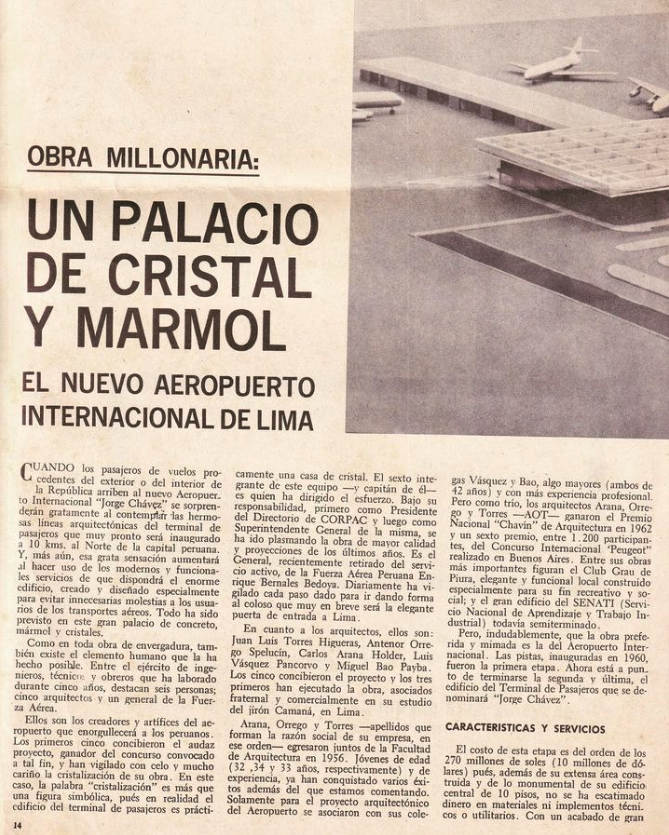 OBRA MILLONARIA:
UN PALACIO
DE CRISTAL
Y MARMOL
EL NUEVO AEROPUERTO
INTERNACIONAL DE LIMA
CUANDO los pasajeros de vuelos pro-
cedentes del exterior o del interior de
la República arriben al nuevo Aeropuer-
to Internacional "Jorge Chávez" se sorpren-
derán gratamente al contemplar las hermo-
sas líneas arquitectónicas del terminal de
pasajeros que muy pronto será inaugurado
a 10 kms. al Norte de la capital peruana.
Y, más aún, esa grata sensación aumentará
al hacer uso de los modernos y funciona-
les servicios de que dispondrá el enorme
edificio, creado y diseñado especialmente
para evitar innecesarias molestias a los usua-
rios de los transportes aéreos. Todo ha sido
previsto en este gran palacio de concreto,
mármol y cristales.
Como en toda obra de envergadura, tam-
bién existe el elemento humano que la ha
hecho posible. Entre el ejército de inge-
nieros, técnicos y obreros que ha laborado
durante cinco años, destacan seis personas;
cinco arquitectos y un general de la Fuer-
za Aérea.
Ellos son los creadores y artífices del ae-
ropuerto que enorgullecerá a los peruanos.
Los primeros cinco concibieron el audaz
proyecto, ganador del concurso convocado
a tal fin, y han vigilado con celo y mucho
cariño la cristalización de su obra. En este
caso, la palabra "cristalización" es más que
una figura simbólica, pués en realidad el
edificio del terminal de pasajeros es prácti-
14
camente una casa de cristal. El sexto inte-
grante de este equipo —y capitán de él—
es quien ha dirigido el esfuerzo. Bajo su
responsabilidad, primero como Presidente
del Directorio de CORPAC y luego como
Superintendente General de la misma, se
ha ido plasmando la obra de mayor calidad
y proyecciones de los últimos años. Es el
General, recientemente retirado del servi-
cio activo, de la Fuerza Aérea Peruana En-
rique Bernales Bedoya. Diariamente ha vi-
gilado cada paso dado para ir dando forma
al coloso que muy en breve será la elegante
puerta de entrada a Lima.
En cuanto a los arquitectos, ellos son:
Juan Luis Torres Higueras, Antenor Orre-
go Spelucín, Carlos Arana Holder, Luis
Vásquez Pancorvo y Miguel Bao Payba.
Los cinco concibieron el proyecto y los tres
primeros han ejecutado la obra, asociados
fraternal y comercialmente en su estudio
del jirón Camaná, en Lima.
Arana, Orrego y Torres —apellidos que
forman la razón social de su empresa, en
ese orden— egresaron juntos de la Facultad
de Arquitectura en 1956. Jóvenes de edad
(32 ,34 y 33 años, respectivamente) y de
experiencia, ya han conquistado varios éxi-
tos además del que estamos comentando.
Solamente para el proyecto arquitectónico
del Aeropuerto se asociaron con sus cole-
gas Vásquez y Bao, algo mayores (ambos de
42 años) y con más experiencia profesional.
Pero como trío, los arquitectos Arana, Orre-
go y Torres —AOT— ganaron el Premio
Nacional "Chavín" de Arquitectura en 1962
y un sexto premio, entre 1.200 participan-
tes, del Concurso Internacional 'Peugeot"
realizado en Buenos Aires. Entre sus obras
más importantes figuran el Club Grau de
Piura, elegante y funcional local construido
especialmente para su fin recreativo y so-
cial; y el gran edificio del SENATI (Servi-
cio Nacional de Aprendizaje y Trabajo In-
dustrial) todavía semiterminado.
Pero, indudablemente, que la obra prefe-
rida y mimada es la del Aeropuerto Inter-
nacional. Las pistas, inauguradas en 1960,
fueron la primera etapa. Ahora está a pun-
to de terminarse la segunda y última, el
edificio del Terminal de Pasajeros que se de-
nominará "Jorge Chávez".
CARACTERISTICAS Y SERVICIOS
El costo de esta etapa es del orden de los
270 millones de soles (10 millones de dó-
lares) pués, además de su extensa área cons-
truida y de lo monumental de su edificio
central de 10 pisos, no se ha escatimado
dinero en materiales ni implementos técni-
cos o utilitarios. Con un acabado de gran